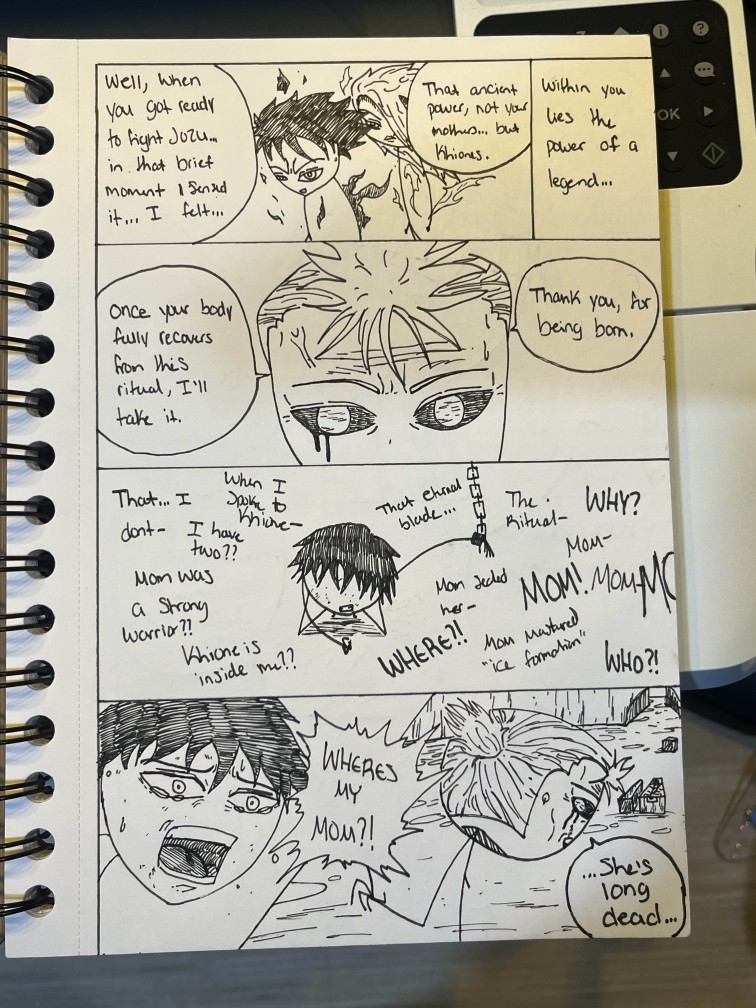 Well, when
you got ready
to fight Jozu...
in that brief
moment I sensed
it... I felt...
That ancient
power, not your
mothers... but
Khiones.
Within you
lies the
power of a
legend...
Once your body
fully recovers
from this
ritual, I'll
take it.
Thank you, for
being born.
That... I
dont-
When I
spoke to
Khione-
I have
two??
Mom was
a strong
warrior??
Khione is
inside me??
That eternal
blade...
The
Ritual-
WHY?
Mom-
MOM!
Mom-
MO
Mom sealed
her-
WHERE?!
Mom nurtured
"ice formation"
WHO?!
WHERES
MY
MOM?!
...She's
long
dead...
OK
i
?